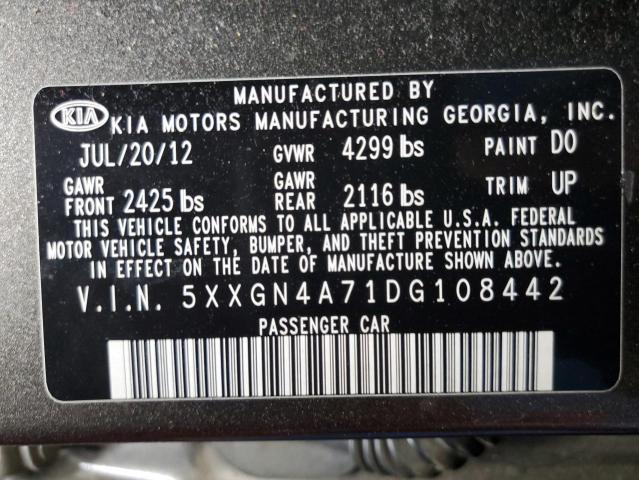 MANUFACTURED BY
KIA KIA MOTORS MANUFACTURING GEORGIA, INC.
JUL/20/12 GVWR 4299 lbs PAINT DO
GAWR FRONT 2425 lbs GAWR REAR 2116 lbs TRIM UP
THIS VEHICLE CONFORMS TO ALL APPLICABLE U.S.A. FEDERAL
MOTOR VEHICLE SAFETY, BUMPER, AND THEFT PREVENTION STANDARDS
IN EFFECT ON THE DATE OF MANUFACTURE SHOWN ABOVE.
V.I.N. 5XXGN4A71DG108442
PASSENGER CAR